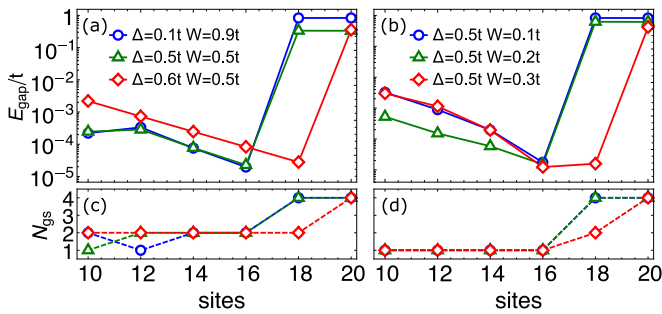 (a)
Δ=0.1t W=0.9t
Δ=0.5t W=0.5t
Δ=0.6t W=0.5t
(b)
Δ=0.5t W=0.1t
Δ=0.5t W=0.2t
Δ=0.5t W=0.3t
E_gap/t
1
10⁻¹
10⁻³
10⁻⁴
10⁻⁵
(c)
(d)
N_gs
4
3
2
1
10 12 14 16 18 20
10 12 14 16 18 20
sites
sites